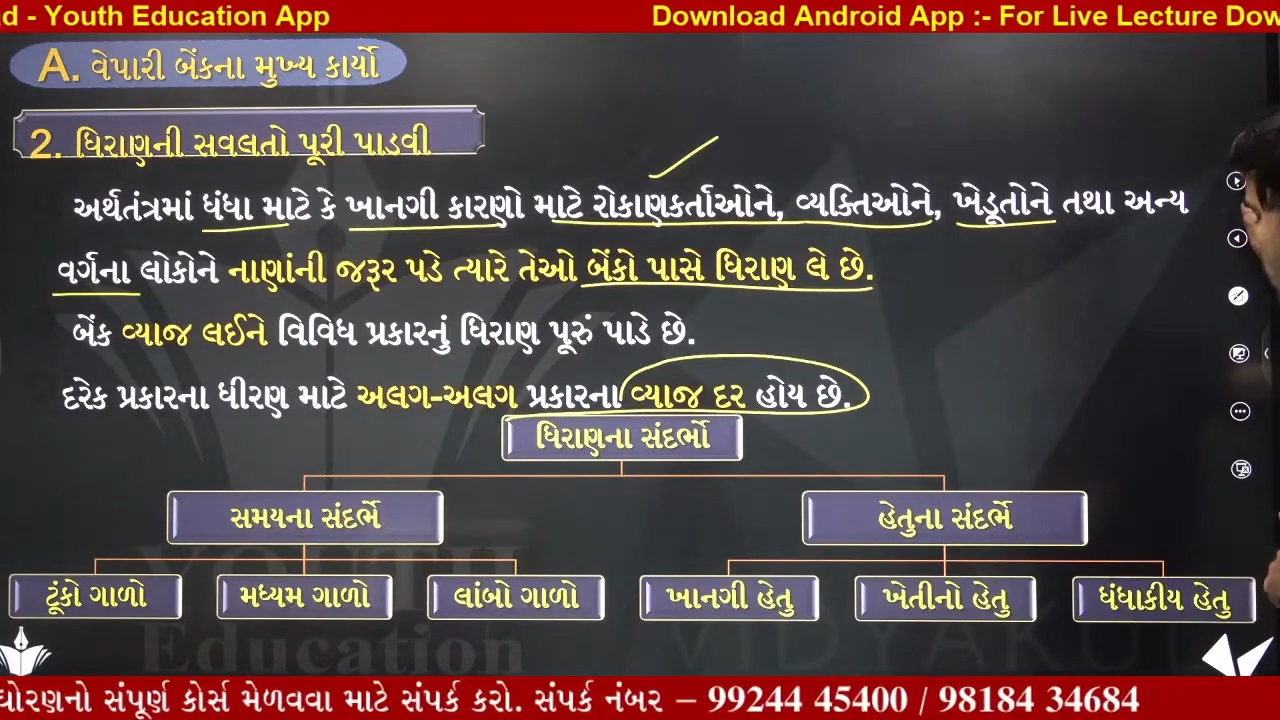 d - Youth Education App Download Android App :- For Live Lecture Dow
A. વેપારી બેંકના મુખ્ય કાર્યો
2. ધિરાણની સવલતો પૂરી પાડવી
અર્થતંત્રમાં ધંધા માટે કે ખાનગી કારણો માટે રોકાણકર્તાઓને, વ્યક્તિઓને, ખેડૂતોને તથા અન્ય
વર્ગના લોકોને નાણાંની જરૂર પડે ત્યારે તેઓ બેંકો પાસે ધિરાણ લે છે.
બેંક વ્યાજ લઈને વિવિધ પ્રકારનું ધિરાણ પૂરું પાડે છે.
દરેક પ્રકારના ધીરણ માટે અલગ-અલગ પ્રકારના વ્યાજ દર હોય છે.
ધિરાણના સંદર્ભો
સમયના સંદર્ભે હેતુના સંદર્ભે
ટૂંકો ગાળો મધ્યમ ગાળો લાંબો ગાળો ખાનગી હેતુ ખેતીનો હેતુ ધંધાકીય હેતુ
YOUTH
Education VIDYAKUL
ધોરણનો સંપૂર્ણ કોર્સ મેળવવા માટે સંપર્ક કરો. સંપર્ક નંબર – 99244 45400 / 98184 34684